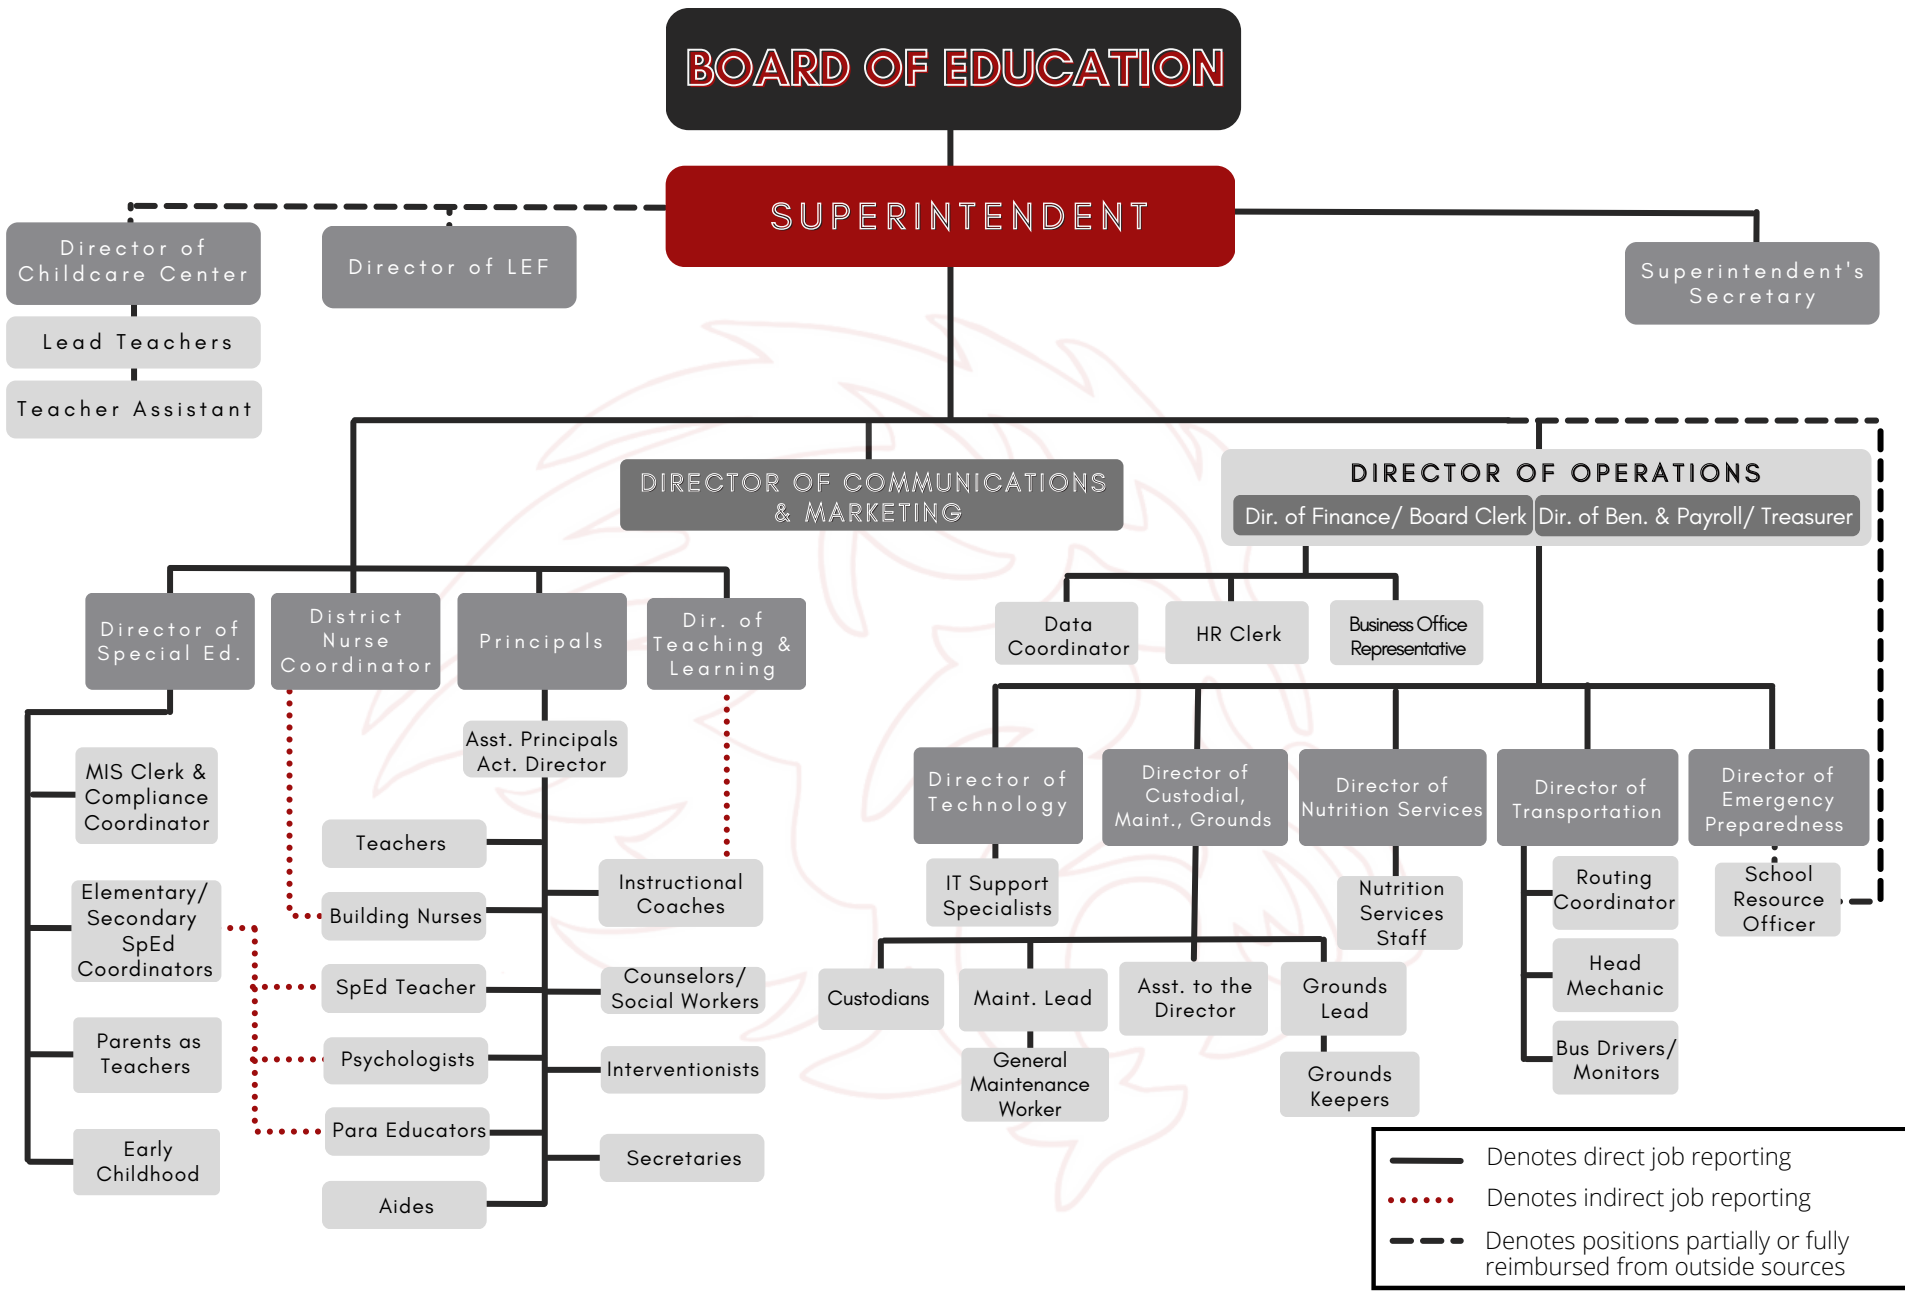 BOARD OF EDUCATION
SUPERINTENDENT
Director of
Childcare Center
Director of LEF
Superintendent's
Secretary
Lead Teachers
Teacher Assistant
DIRECTOR OF COMMUNICATIONS
& MARKETING
DIRECTOR OF OPERATIONS
Dir. of Finance/ Board Clerk
Dir. of Ben. & Payroll/ Treasurer
Director of
Special Ed.
District
Nurse
Coordinator
Principals
Dir. of
Teaching &
Learning
Data
Coordinator
HR Clerk
Business Office
Representative
Asst. Principals
Act. Director
MIS Clerk &
Compliance
Coordinator
Elementary/
Secondary
SpEd
Coordinators
Parents as
Teachers
Early
Childhood
Teachers
Building Nurses
SpEd Teacher
Psychologists
Para Educators
Aides
Instructional
Coaches
Counselors/
Social Workers
Interventionists
Secretaries
Director of
Technology
Director of
Custodial,
Maint., Grounds
Director of
Nutrition Services
Director of
Transportation
Director of
Emergency
Preparedness
IT Support
Specialists
Nutrition
Services
Staff
Routing
Coordinator
School
Resource
Officer
Head
Mechanic
Bus Drivers/
Monitors
Custodians
Maint. Lead
Asst. to the
Director
Grounds
Lead
General
Maintenance
Worker
Grounds
Keepers
Denotes direct job reporting
Denotes indirect job reporting
Denotes positions partially or fully
reimbursed from outside sources